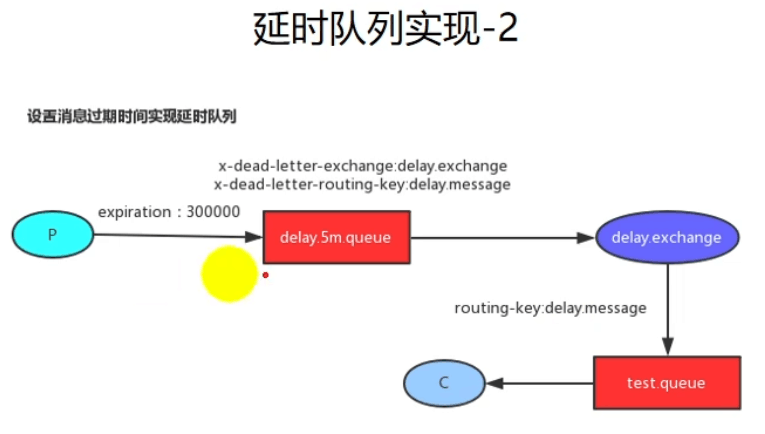 延时队列实现-2
设置消息过期时间实现延时队列
x-dead-letter-exchange:delay.exchange
x-dead-letter-routing-key:delay.message
expiration：300000
P
delay.5m.queue
delay.exchange
routing-key:delay.message
C
test.queue